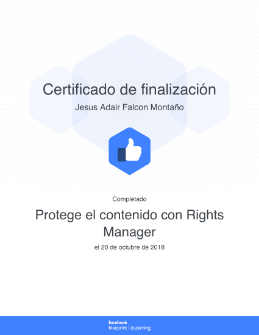 Certificado de finalización
Jesus Adair Falcon Montaño
Completado
Protege el contenido con Rights
Manager
el 20 de octubre de 2018
facebook
blueprint | eLearning